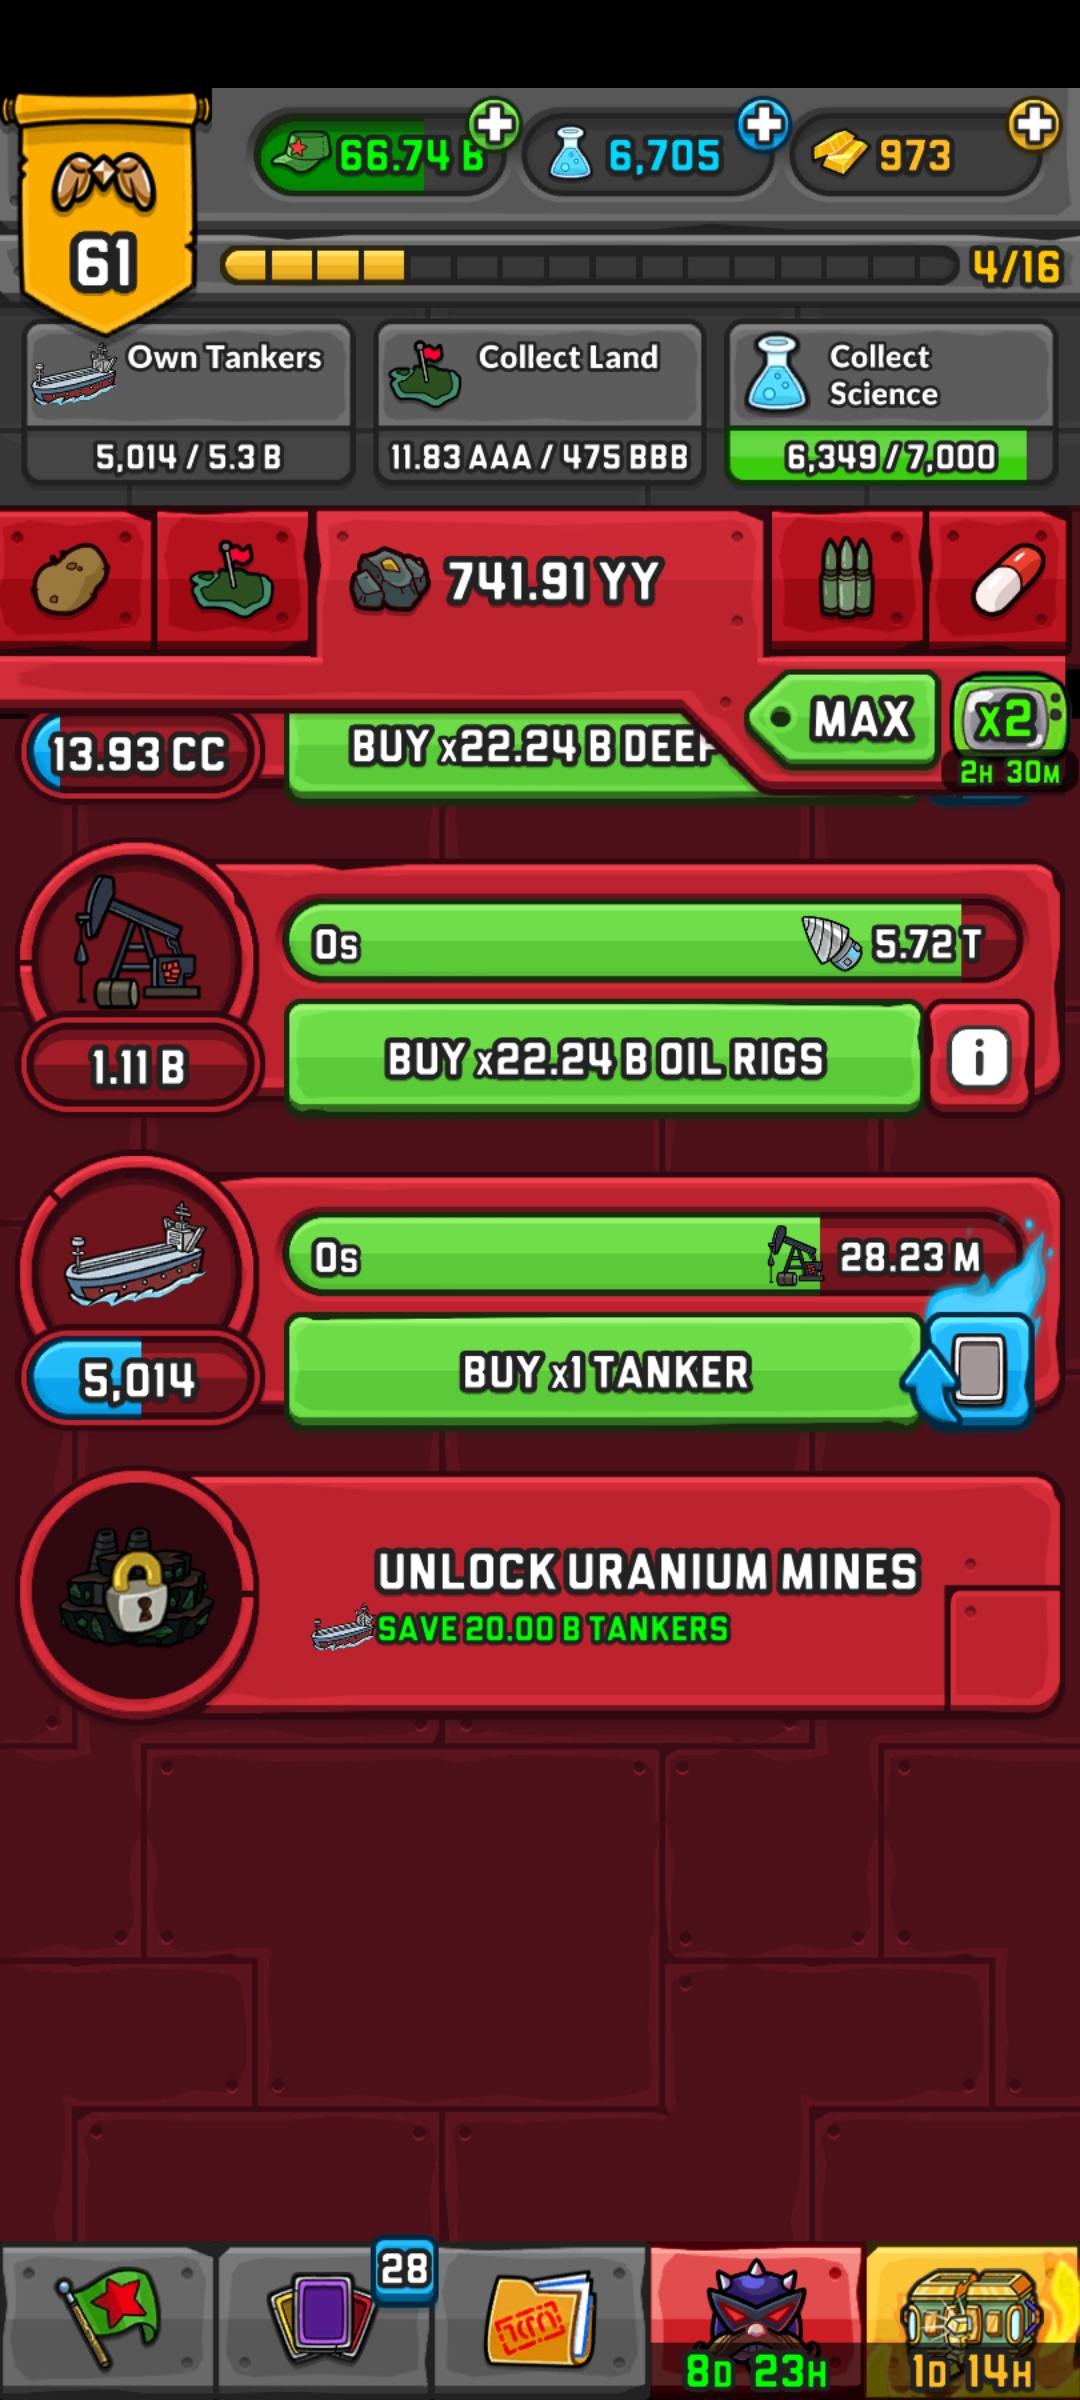 66.74 B
6,705
973
61
4/16
Own Tankers
5,014 / 5.3 B
Collect Land
11.83 AAA / 475 BBB
Collect
Science
6,349 / 7,000
741.91 YY
MAX
x2
2H 30M
13.93 CC
BUY x22.24 B DEEP
0s
5.72 T
1.11 B
BUY x22.24 B OIL RIGS
i
0s
28.23 M
5,014
BUY x1 TANKER
UNLOCK URANIUM MINES
SAVE 20.00 B TANKERS
28
8D 23H
1D 14H